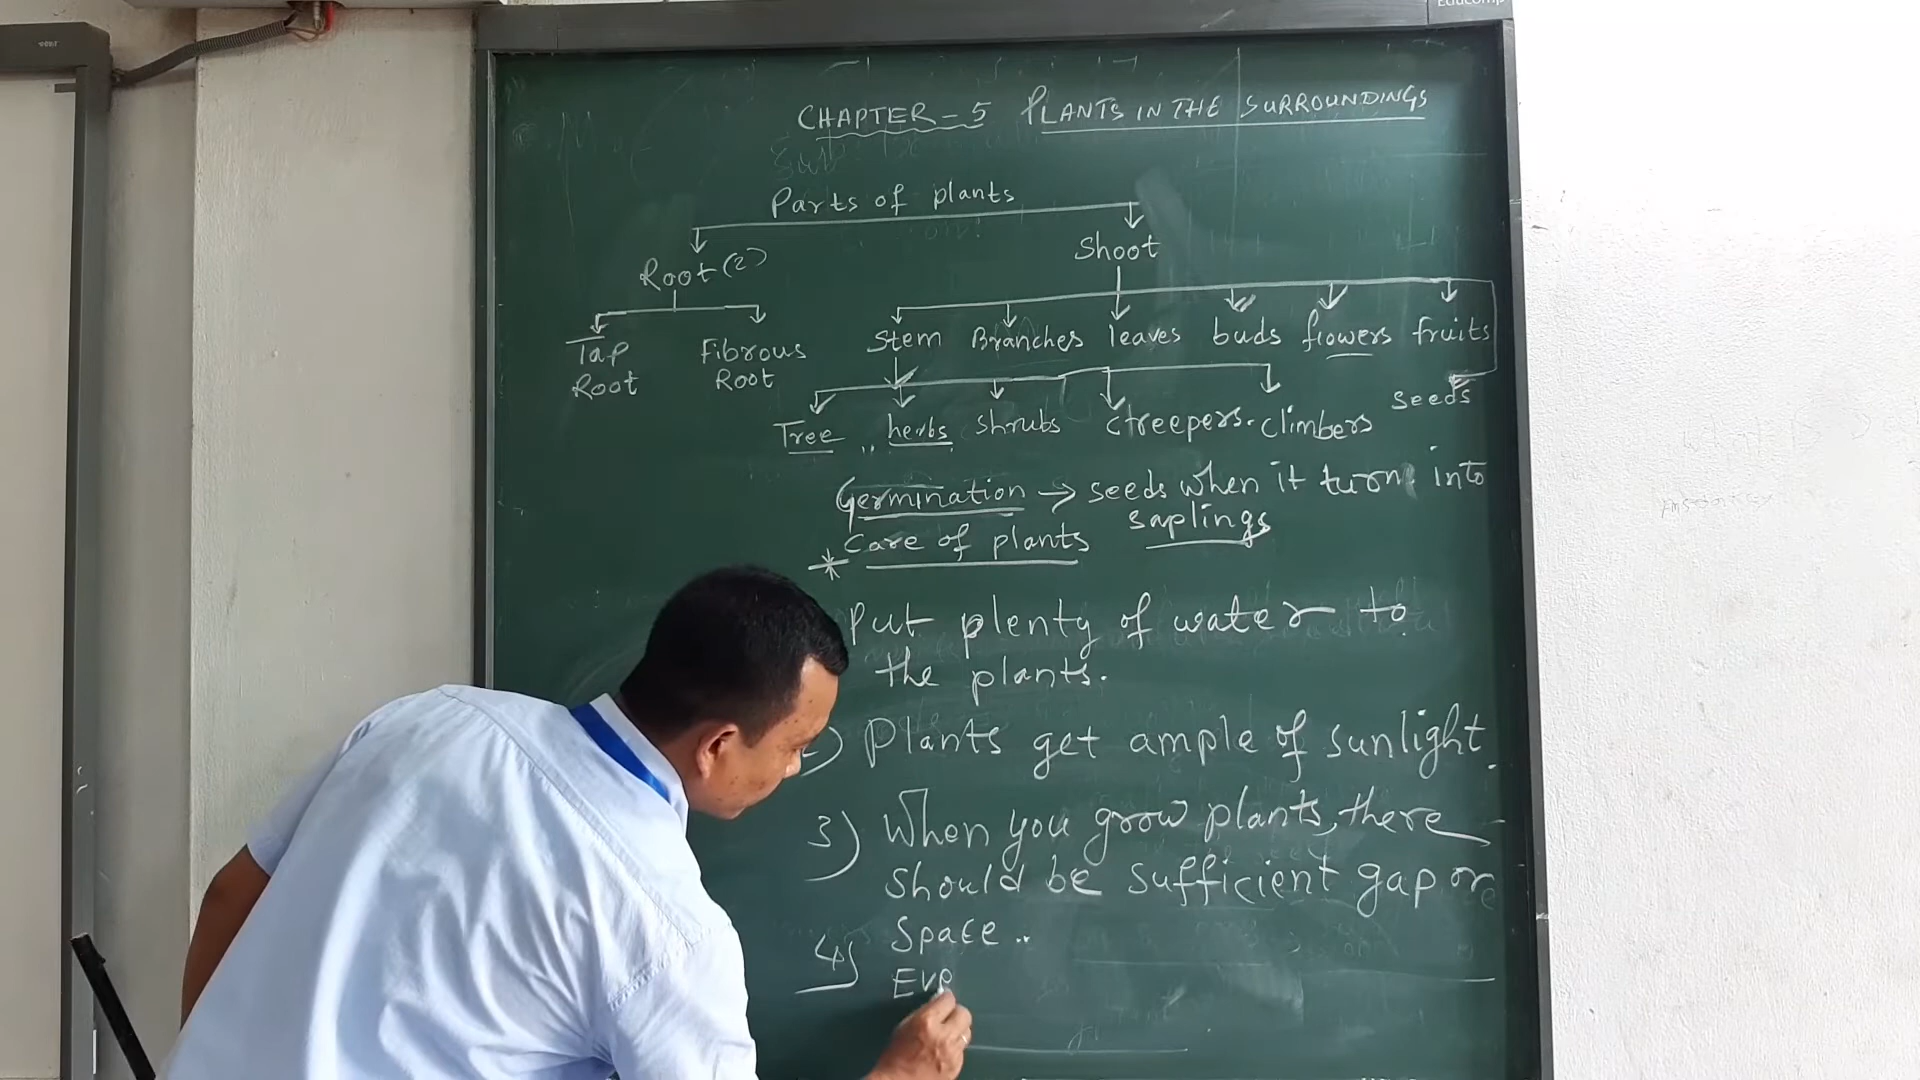 Educomp
CHAPTER - 5 PLANTS IN THE SURROUNDINGS
Parts of plants
Root (2) Shoot
Tap Root
Fibrous Root
Stem Branches leaves buds flowers fruits
seeds
Tree herbs shrubs creepers climbers
Germination → seeds when it turn into
saplings
* Care of plants
Put plenty of water to
the plants.
) Plants get ample of sunlight.
3) When you grow plants, there
should be sufficient gap or
space..
4) Eve